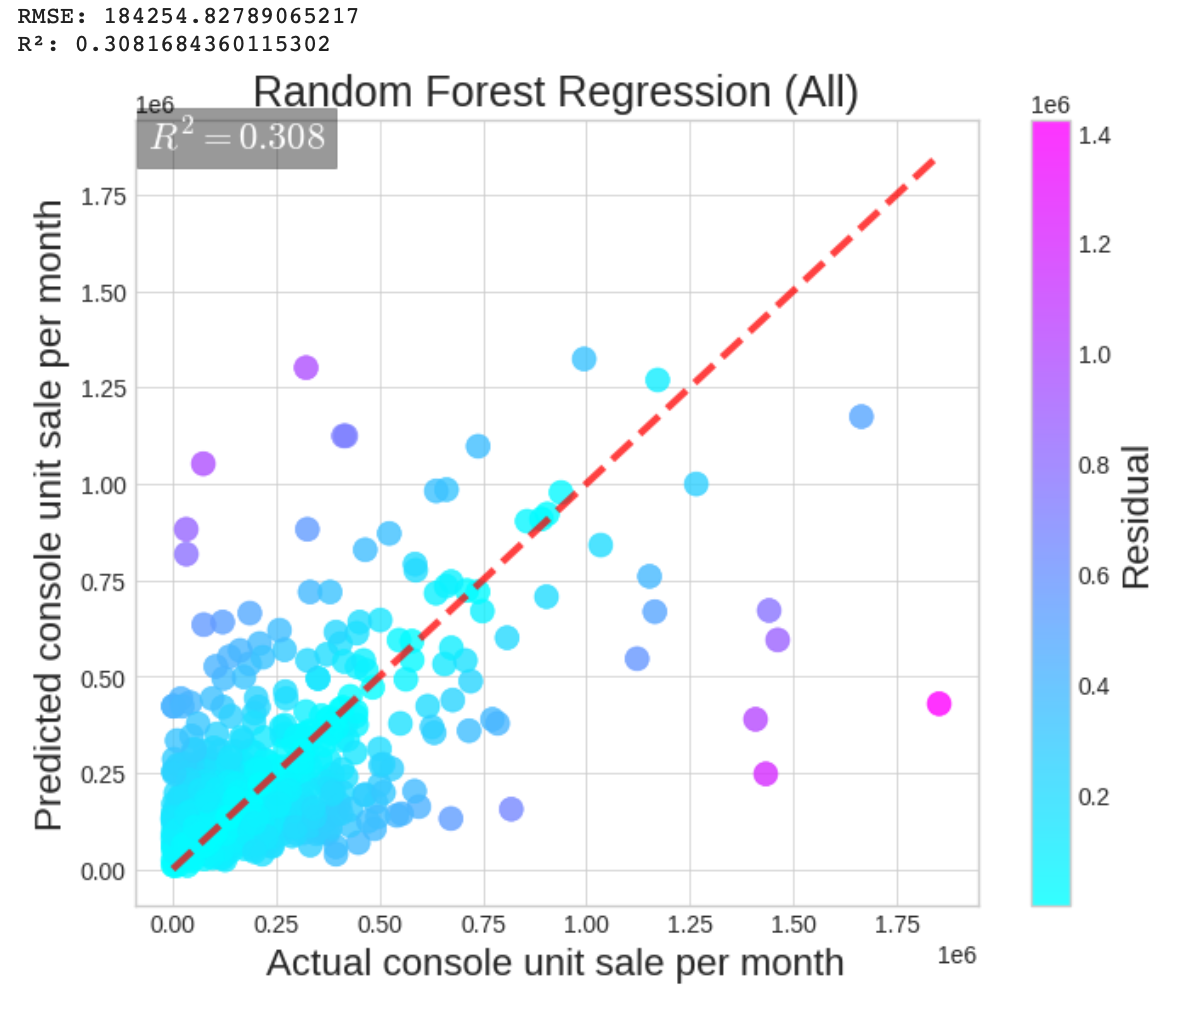 RMSE: 184254.82789065217
R²: 0.3081684360115302
Random Forest Regression (All)
1e6
1e6
R² = 0.308
1.75
1.50
1.25
1.00
0.75
0.50
0.25
0.00
Predicted console unit sale per month
0.00 0.25 0.50 0.75 1.00 1.25 1.50 1.75
1e6
Actual console unit sale per month
1.4
1.2
1.0
0.8
0.6
0.4
0.2
Residual